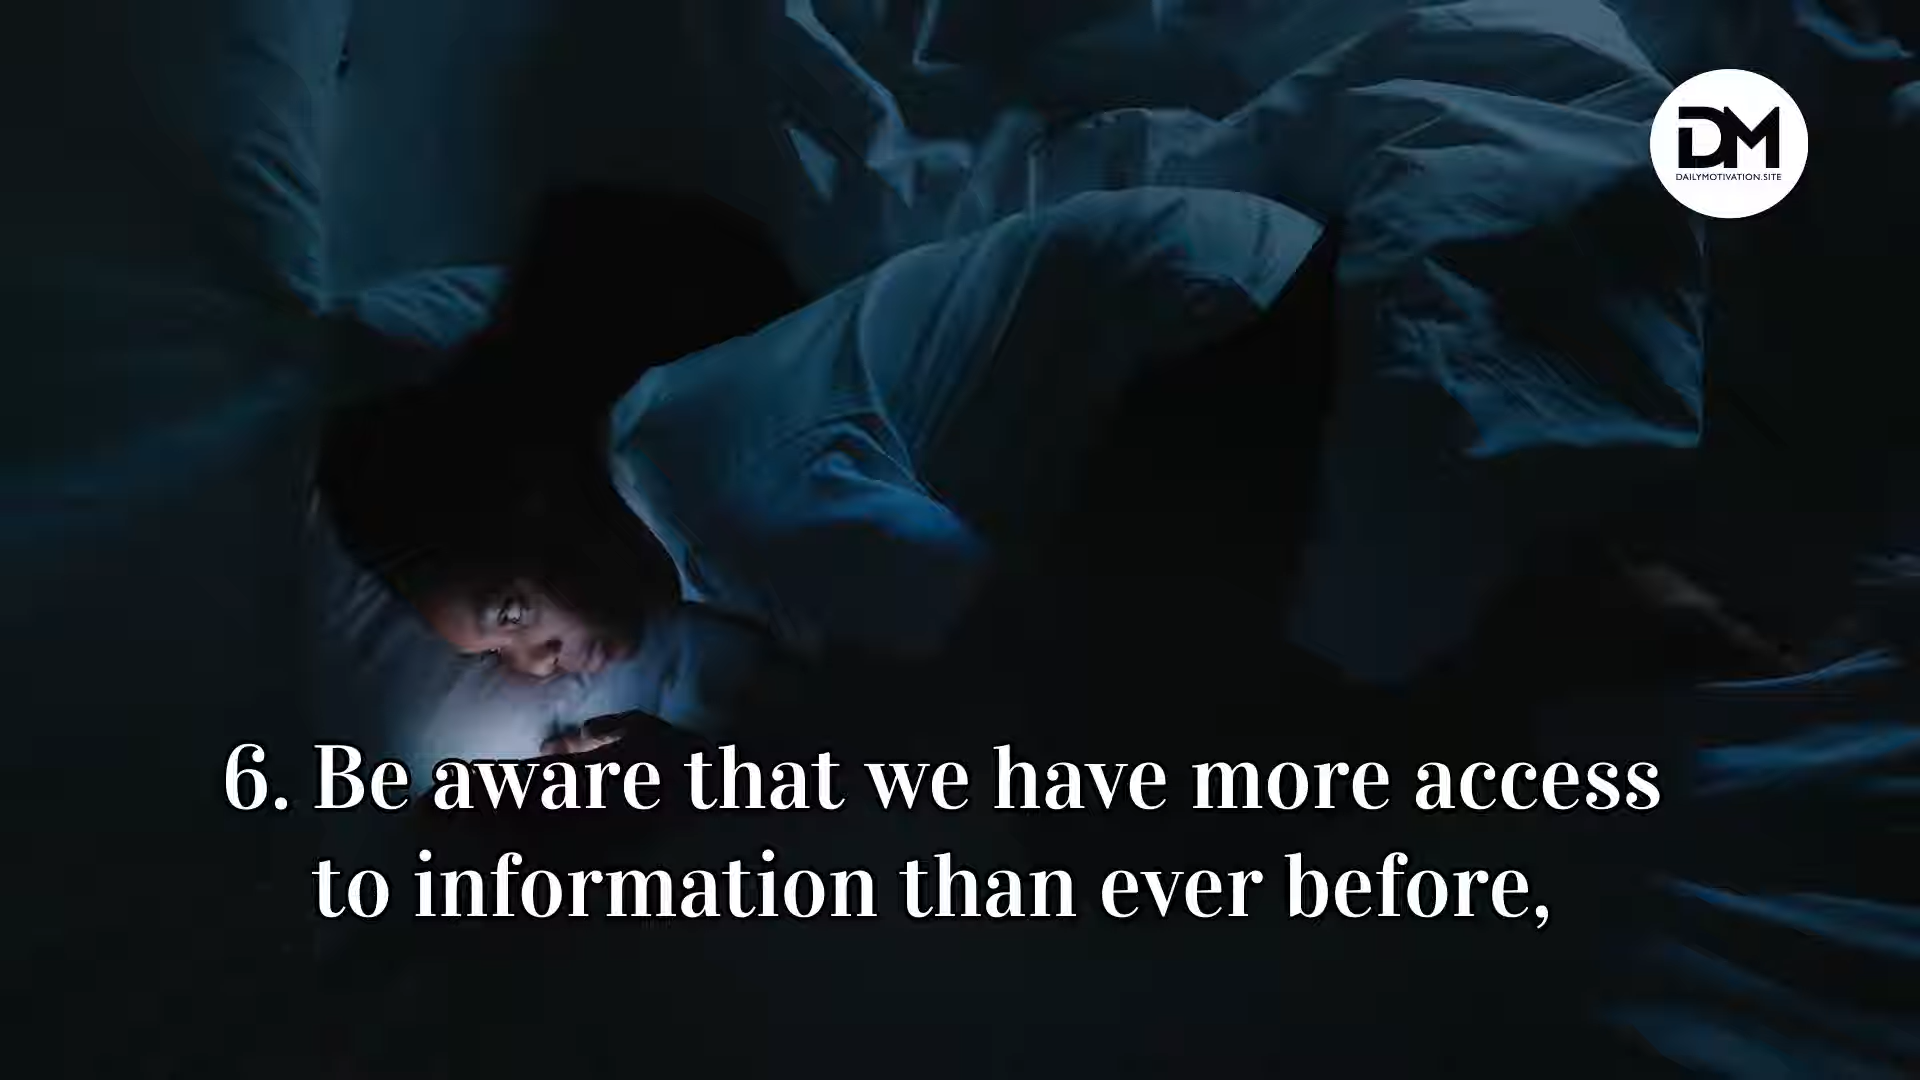 DM
DAILYMOTIVATION.SITE
6. Be aware that we have more access
to information than ever before,